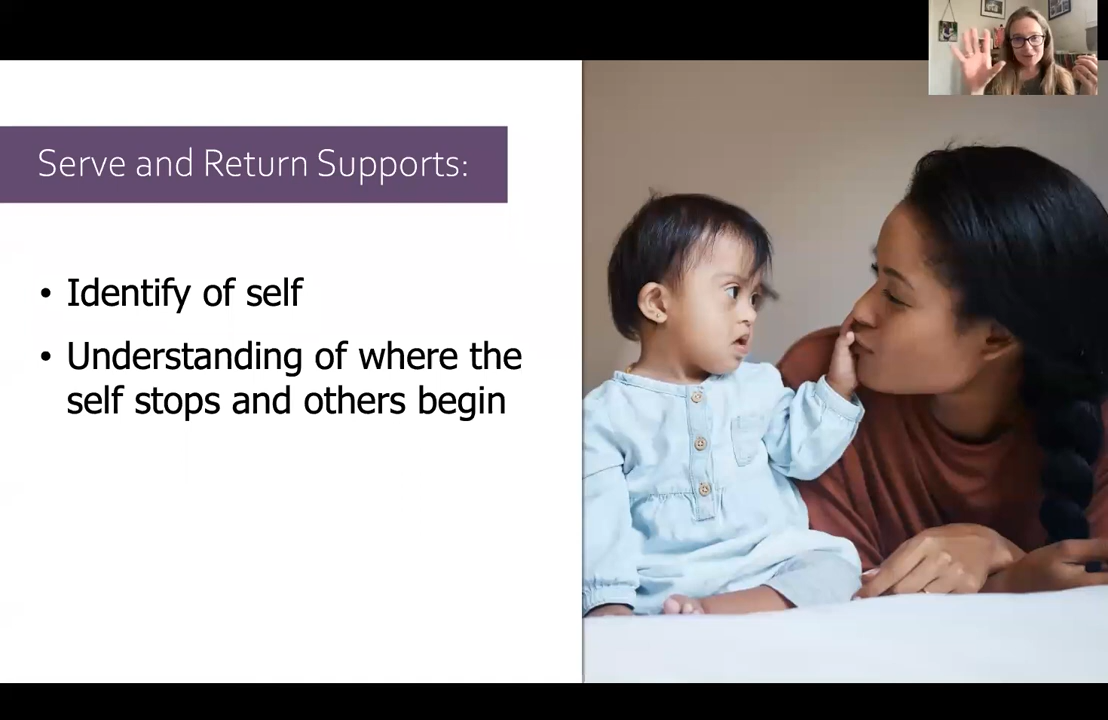 Serve and Return Supports:
• Identify of self
• Understanding of where the
self stops and others begin